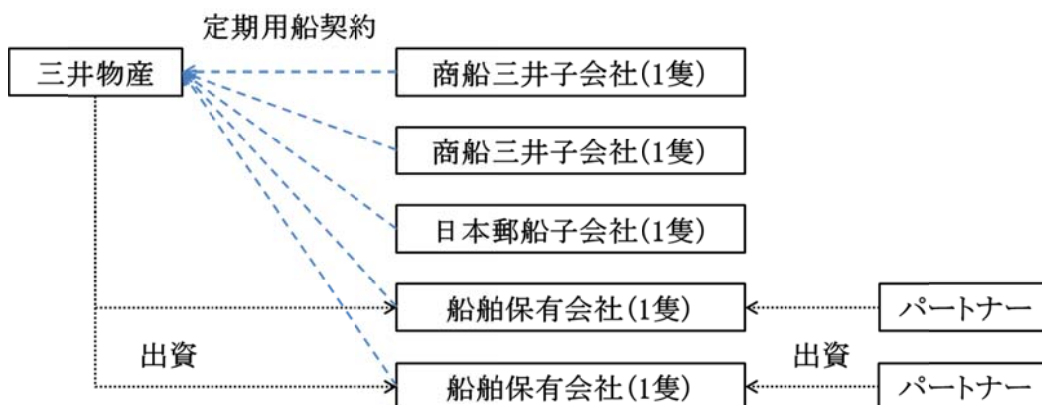 定期用船契約
三井物産
商船三井子会社(1隻)
商船三井子会社(1隻)
日本郵船子会社(1隻)
船舶保有会社(1隻)
パートナー
出資
出資
船舶保有会社(1隻)
パートナー